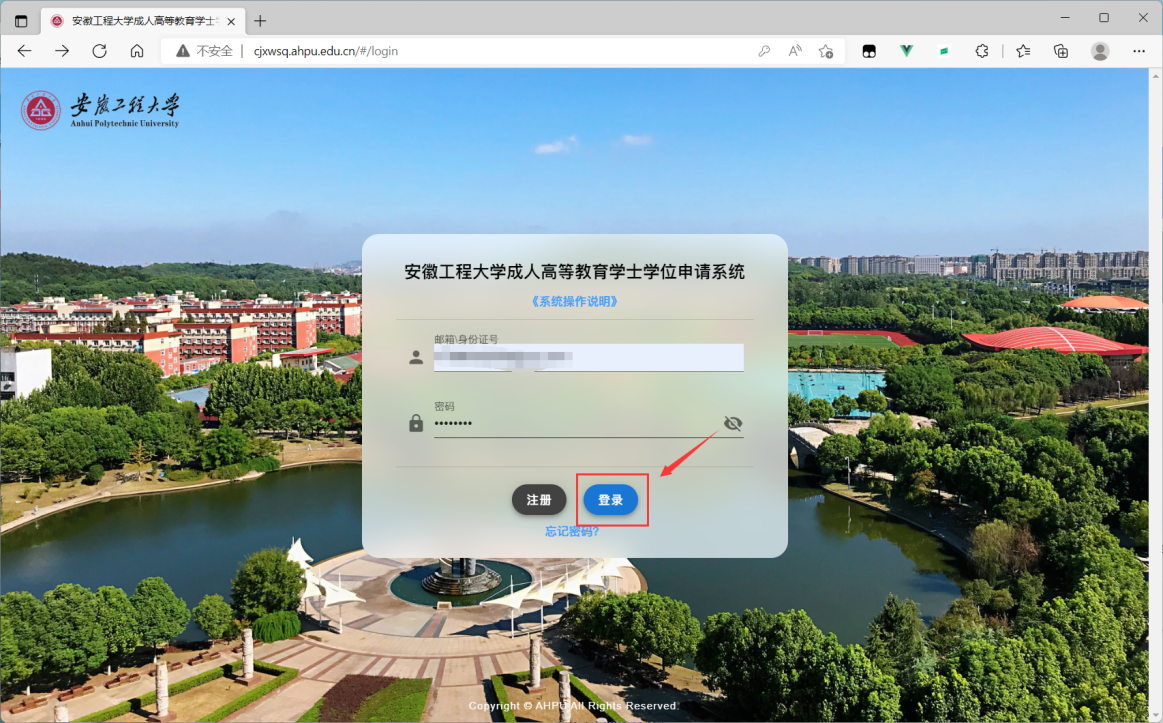 安徽工程大学成人高等教育学士
不安全 | cjxwsq.ahpu.edu.cn/#/login
安徽工程大学
Anhui Polytechnic University
安徽工程大学成人高等教育学士学位申请系统
《系统操作说明》
邮箱\身份证号
密码
••••••••
注册 登录
忘记密码?
Copyright © AHPU All Rights Reserved.